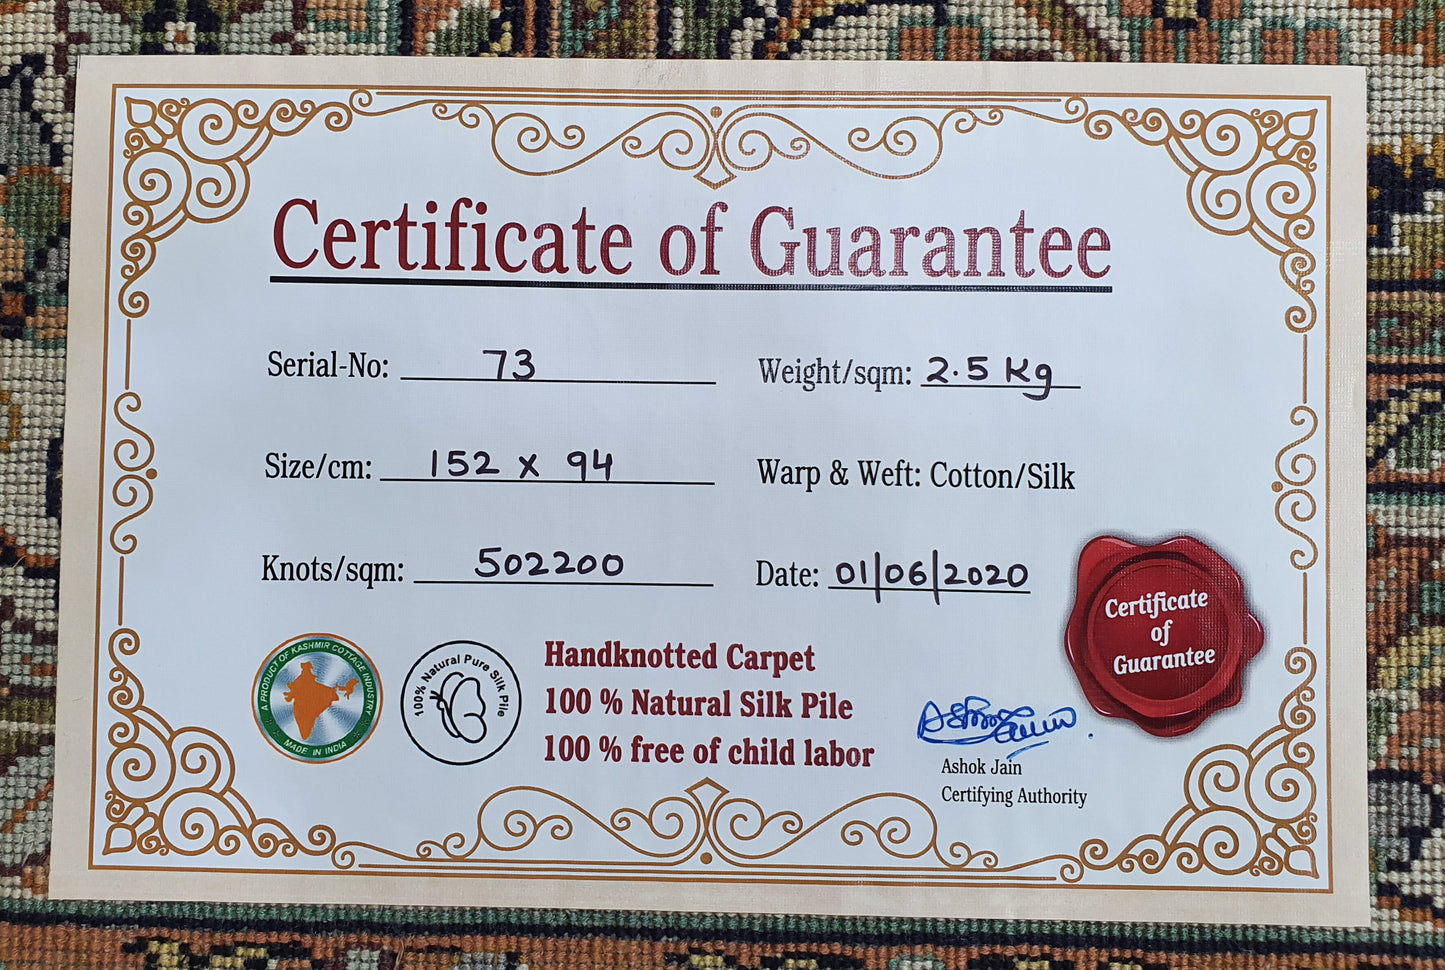 Certificate of Guarantee
Serial-No: 73
Weight/sqm: 2.5 Kg
Size/cm: 152 x 94
Warp & Weft: Cotton/Silk
Knots/sqm: 502200
Date: 01/06/2020
A PRODUCT OF KASHMIR COTTAGE INDUSTRY
MADE IN INDIA
100% Natural Pure Silk Pile
Handknotted Carpet
100 % Natural Silk Pile
100 % free of child labor
Certificate
of
Guarantee
Ashok Jain
Certifying Authority